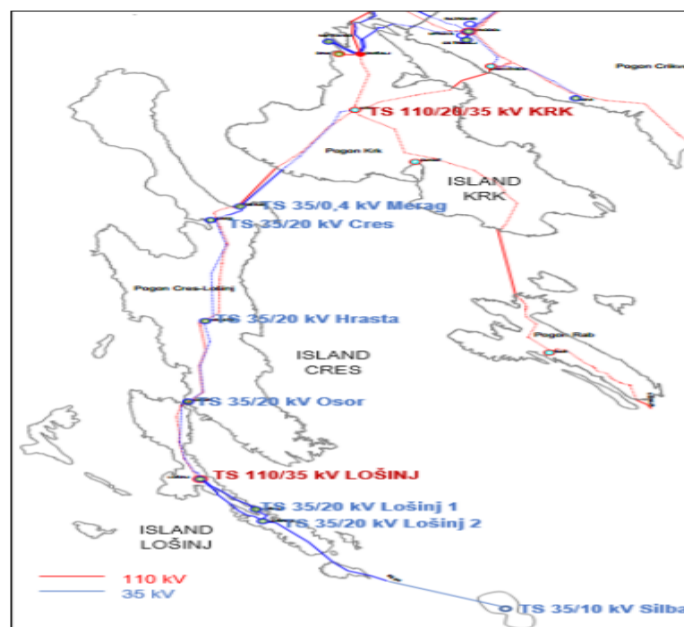 Pogon Crikve
TS 110/20/35 kV KRK
Pogon Krk
ISLAND
KRK
TS 35/0,4 kV Merag
TS 35/20 kV Cres
Pogon Cres-Lošinj
TS 35/20 kV Hrasta
Pogon Rab
ISLAND
CRES
TS 35/20 kV Osor
TS 110/35 kV LOŠINJ
TS 35/20 kV Lošinj 1
TS 35/20 kV Lošinj 2
ISLAND
LOŠINJ
110 kV
35 kV
TS 35/10 kV Silba